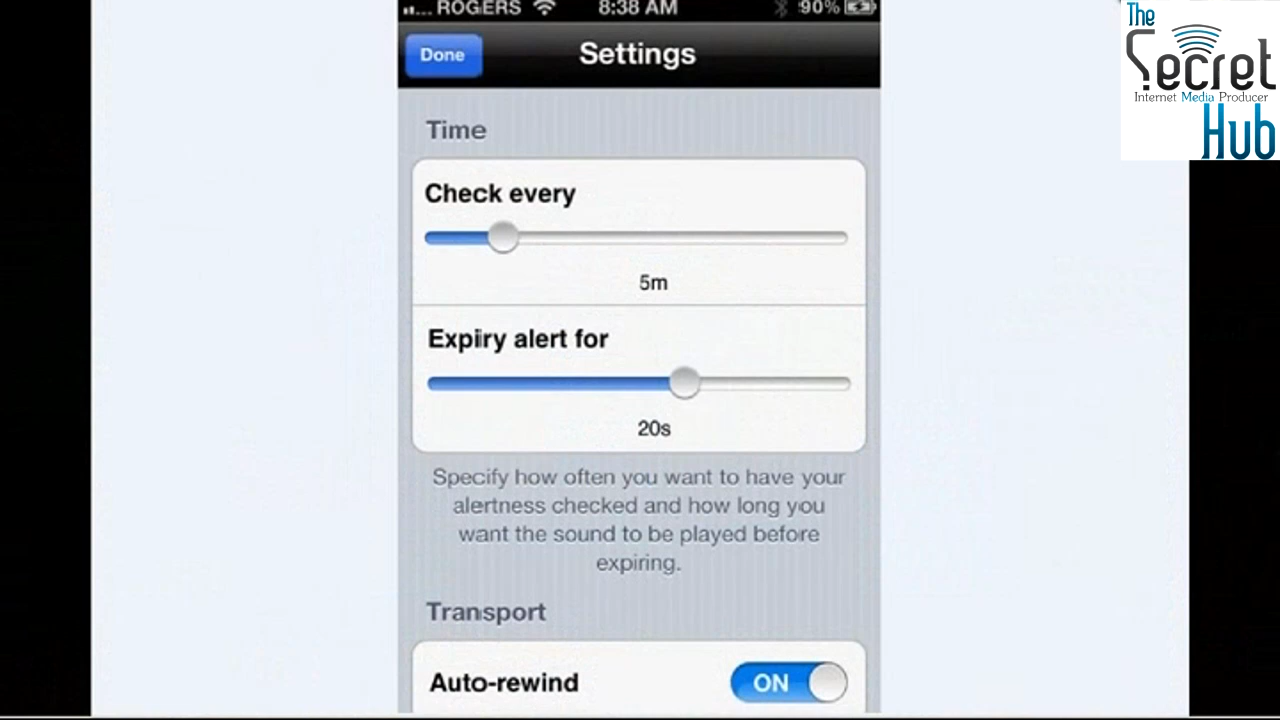 ROGERS 8:38 AM 90%
Done Settings
Time
Check every
5m
Expiry alert for
20s
Specify how often you want to have your
alertness checked and how long you
want the sound to be played before
expiring.
Transport
Auto-rewind ON
The
Secret
Internet Media Producer
Hub